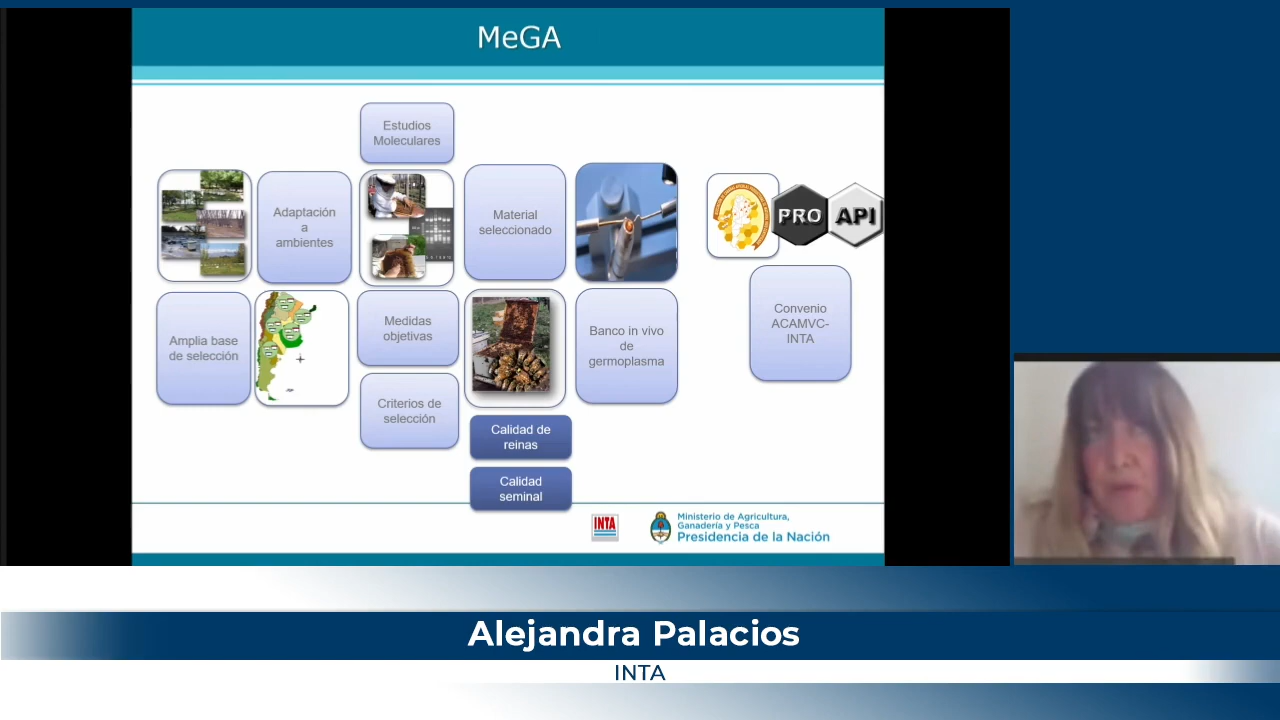 MeGA
Estudios
Moleculares
Adaptación
a
ambientes
Material
seleccionado
PRO
API
Amplia base
de selección
Medidas
objetivas
Banco in vivo
de
germoplasma
Convenio
ACAMVC-
INTA
Criterios de
selección
Calidad de
reinas
Calidad
seminal
INTA
Ministerio de Agricultura,
Ganadería y Pesca
Presidencia de la Nación
Alejandra Palacios
INTA